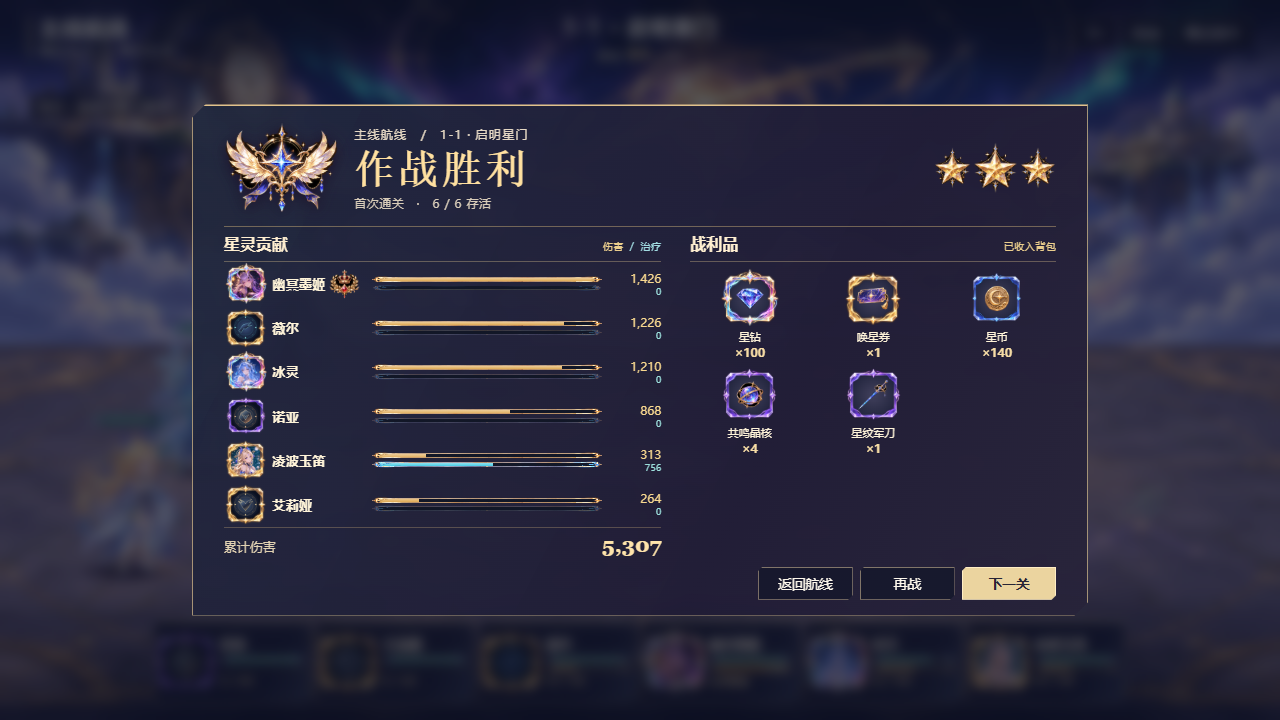 主线航线 / 1-1 · 启明星门
作战胜利
首次通关 · 6 / 6 存活
星灵贡献
伤害 / 治疗
幽冥墨姬
1,426
0
薇尔
1,226
0
冰灵
1,210
0
诺亚
868
0
凌波玉笛
313
756
艾莉娅
264
0
累计伤害
5,307
战利品
已收入背包
星钻
×100
唤星券
×1
星币
×140
共鸣晶核
×4
星纹军刀
×1
返回航线
再战
下一关